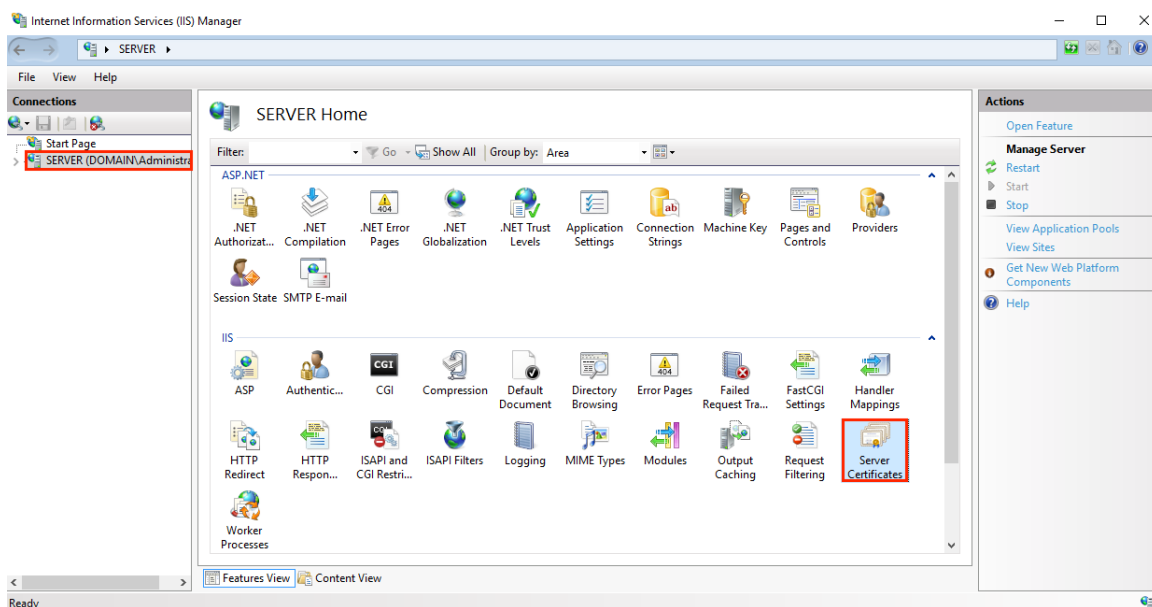 Internet Information Services (IIS) Manager
SERVER
File View Help
Connections
Start Page
SERVER (DOMAIN\Administra
SERVER Home
Filter: Go Show All Group by: Area
ASP.NET
.NET Authorizat...
.NET Compilation
.NET Error Pages
.NET Globalization
.NET Trust Levels
Application Settings
Connection Strings
Machine Key
Pages and Controls
Providers
Session State
SMTP E-mail
IIS
ASP
Authentic...
CGI
Compression
Default Document
Directory Browsing
Error Pages
Failed Request Tra...
FastCGI Settings
Handler Mappings
HTTP Redirect
HTTP Respon...
ISAPI and CGI Restri...
ISAPI Filters
Logging
MIME Types
Modules
Output Caching
Request Filtering
Server Certificates
Worker Processes
Features View Content View
Ready
Actions
Open Feature
Manage Server
Restart
Start
Stop
View Application Pools
View Sites
Get New Web Platform
Components
Help